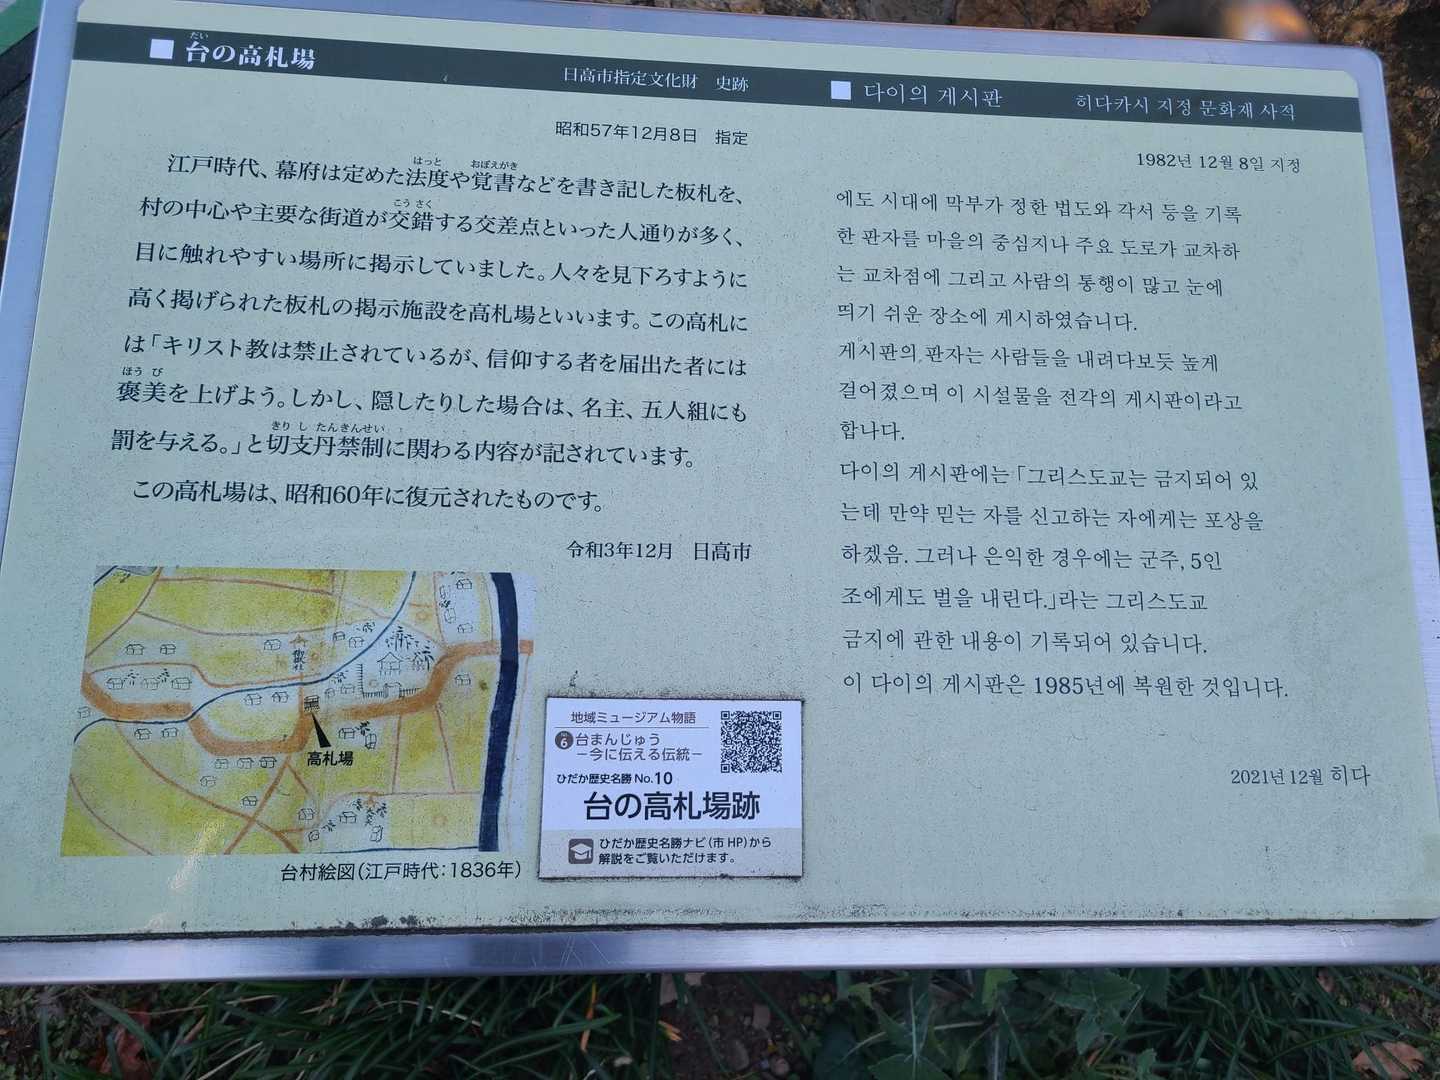 ■ 台の高札場
だい
日高市指定文化財　史跡
昭和57年12月8日　指定
はっと　おぼえがき
江戸時代、幕府は定めた法度や覚書などを書き記した板札を、
こうさく
村の中心や主要な街道が交錯する交差点といった人通りが多く、
目に触れやすい場所に掲示していました。人々を見下ろすように
高く掲げられた板札の掲示施設を高札場といいます。この高札に
は「キリスト教は禁止されているが、信仰する者を届出た者には
ほうび
褒美を上げよう。しかし、隠したりした場合は、名主、五人組にも
きりしたんきんせい
罰を与える。」と切支丹禁制に関わる内容が記されています。
この高札場は、昭和60年に復元されたものです。
令和3年12月　日高市
■ 다이의 게시판
히다카시 지정 문화재 사적
1982년 12월 8일 지정
에도 시대에 막부가 정한 법도와 각서 등을 기록
한 판자를 마을의 중심지나 주요 도로가 교차하
는 교차점에 그리고 사람의 통행이 많고 눈에
띄기 쉬운 장소에 게시하였습니다.
게시판의 판자는 사람들을 내려다보듯 높게
걸어졌으며 이 시설물을 전각의 게시판이라고
합나다.
다이의 게시판에는 「그리스도교는 금지되어 있
는데 만약 믿는 자를 신고하는 자에게는 포상을
하겠음. 그러나 은익한 경우에는 군주, 5인
조에게도 벌을 내린다.」라는 그리스도교
금지에 관한 내용이 기록되어 있습니다.
이 다이의 게시판은 1985년에 복원한 것입니다.
2021년 12월 히다
高札場
台村絵図（江戸時代：1836年）
地域ミュージアム物語
6 台まんじゅう
－今に伝える伝統－
ひだか歴史名勝 No.10
台の高札場跡
ひだか歴史名勝ナビ（市HP）から
解説をご覧いただけます。